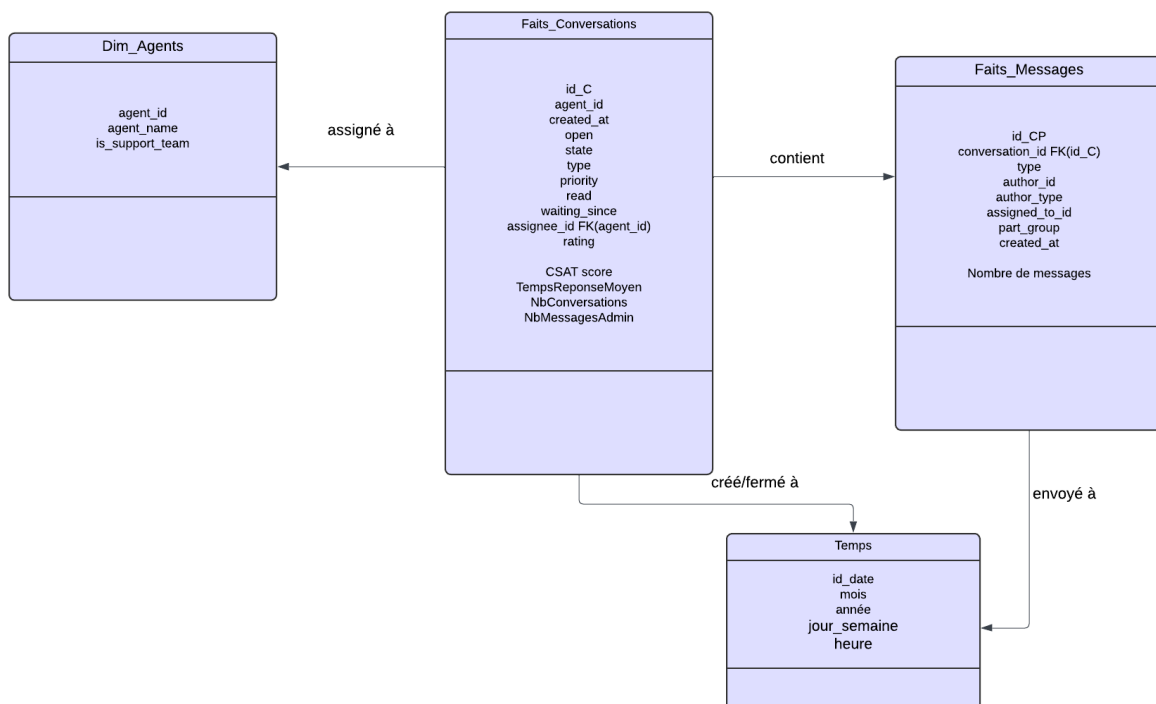 Dim_Agents
agent_id
agent_name
is_support_team
assigné à
Faits_Conversations
id_C
agent_id
created_at
open
state
type
priority
read
waiting_since
assignee_id FK(agent_id)
rating
CSAT score
TempsReponseMoyen
NbConversations
NbMessagesAdmin
contient
Faits_Messages
id_CP
conversation_id FK(id_C)
type
author_id
author_type
assigned_to_id
part_group
created_at
Nombre de messages
créé/fermé à
envoyé à
Temps
id_date
mois
année
jour_semaine
heure